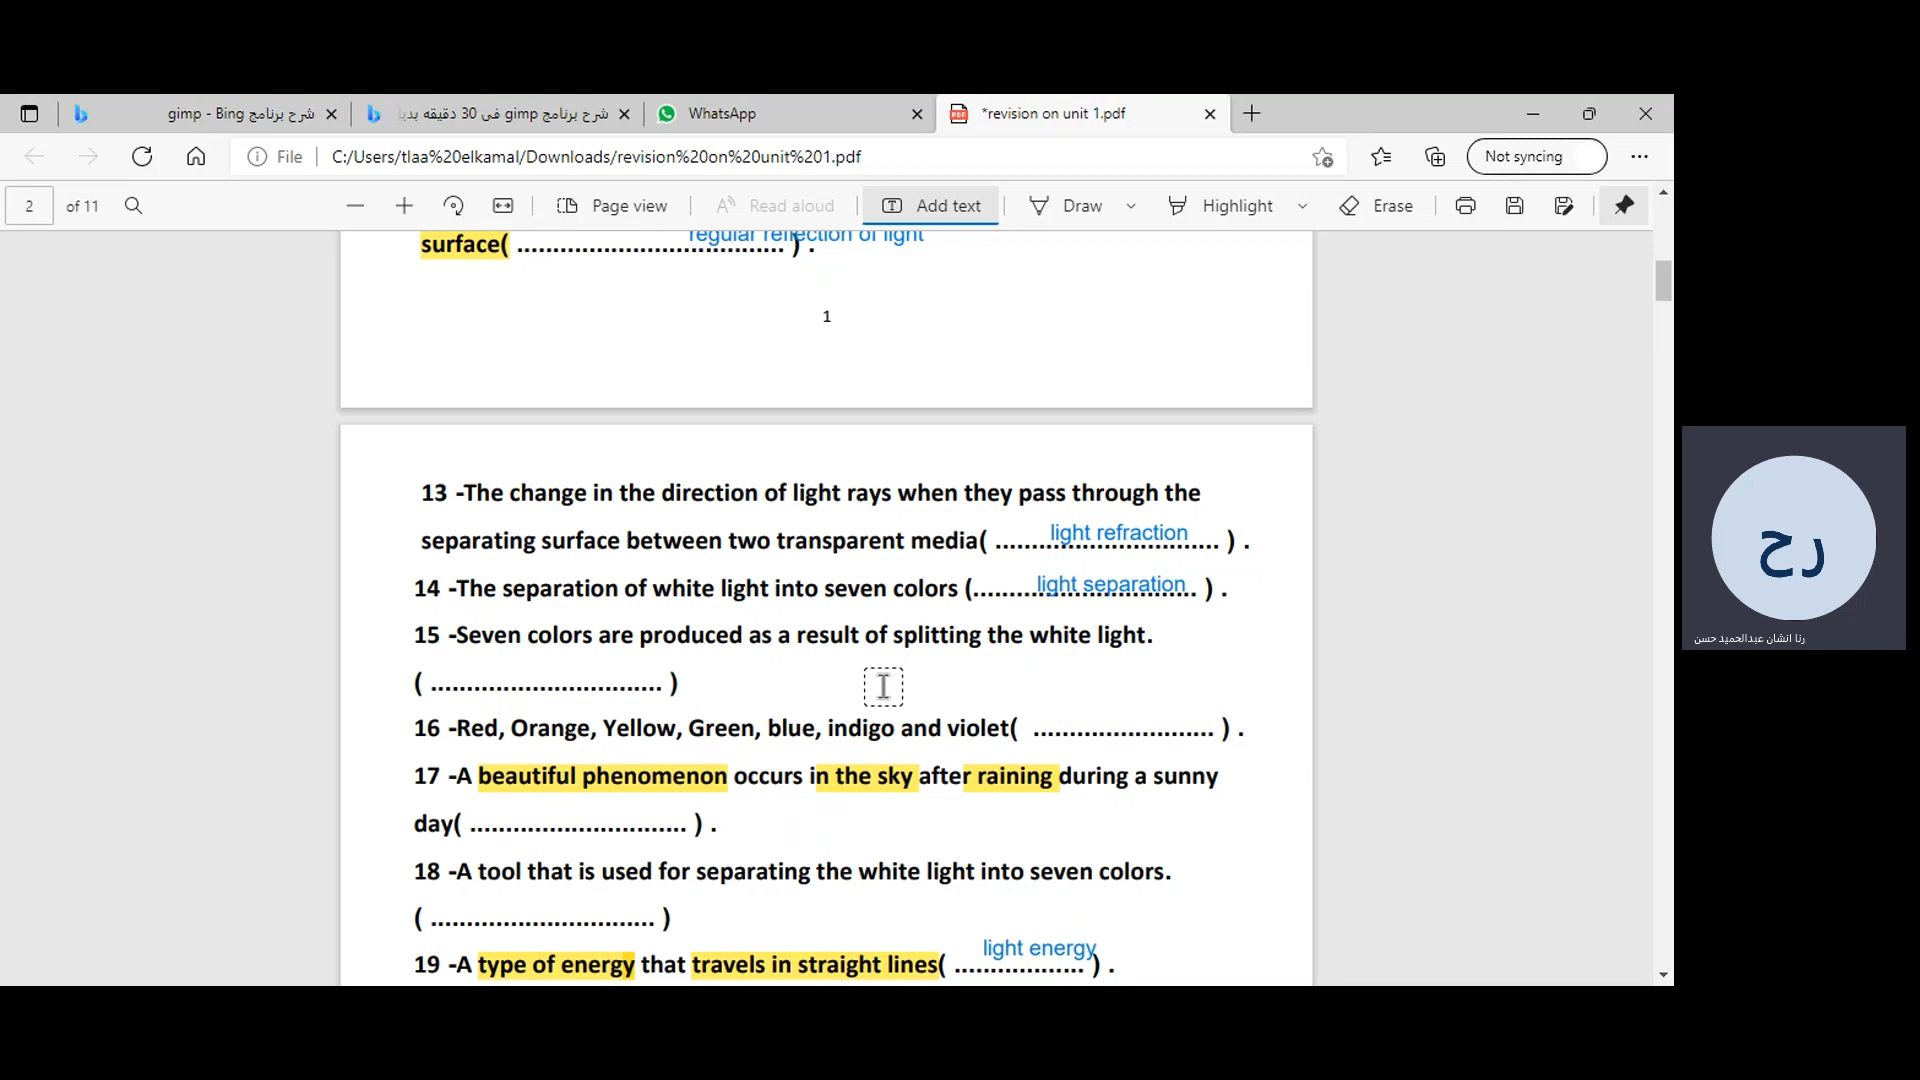 شرح برنامج gimp - Bing
شرح برنامج gimp فى 30 دقيقه بديا
WhatsApp
*revision on unit 1.pdf
File
C:/Users/tlaa%20elkamal/Downloads/revision%20on%20unit%201.pdf
Not syncing
2 of 11
Page view
Read aloud
Add text
Draw
Highlight
Erase
regular reflection of light
surface( ..................................... ) .
1
13 -The change in the direction of light rays when they pass through the
separating surface between two transparent media( ............................... ) .
light refraction
14 -The separation of white light into seven colors (............................... ) .
light separation
15 -Seven colors are produced as a result of splitting the white light.
( ................................ )
16 -Red, Orange, Yellow, Green, blue, indigo and violet( ......................... ) .
17 -A beautiful phenomenon occurs in the sky after raining during a sunny
day( .............................. ) .
18 -A tool that is used for separating the white light into seven colors.
( ............................... )
light energy
19 -A type of energy that travels in straight lines( .................. ) .
رح
رنا انشان عبدالحميد حسن